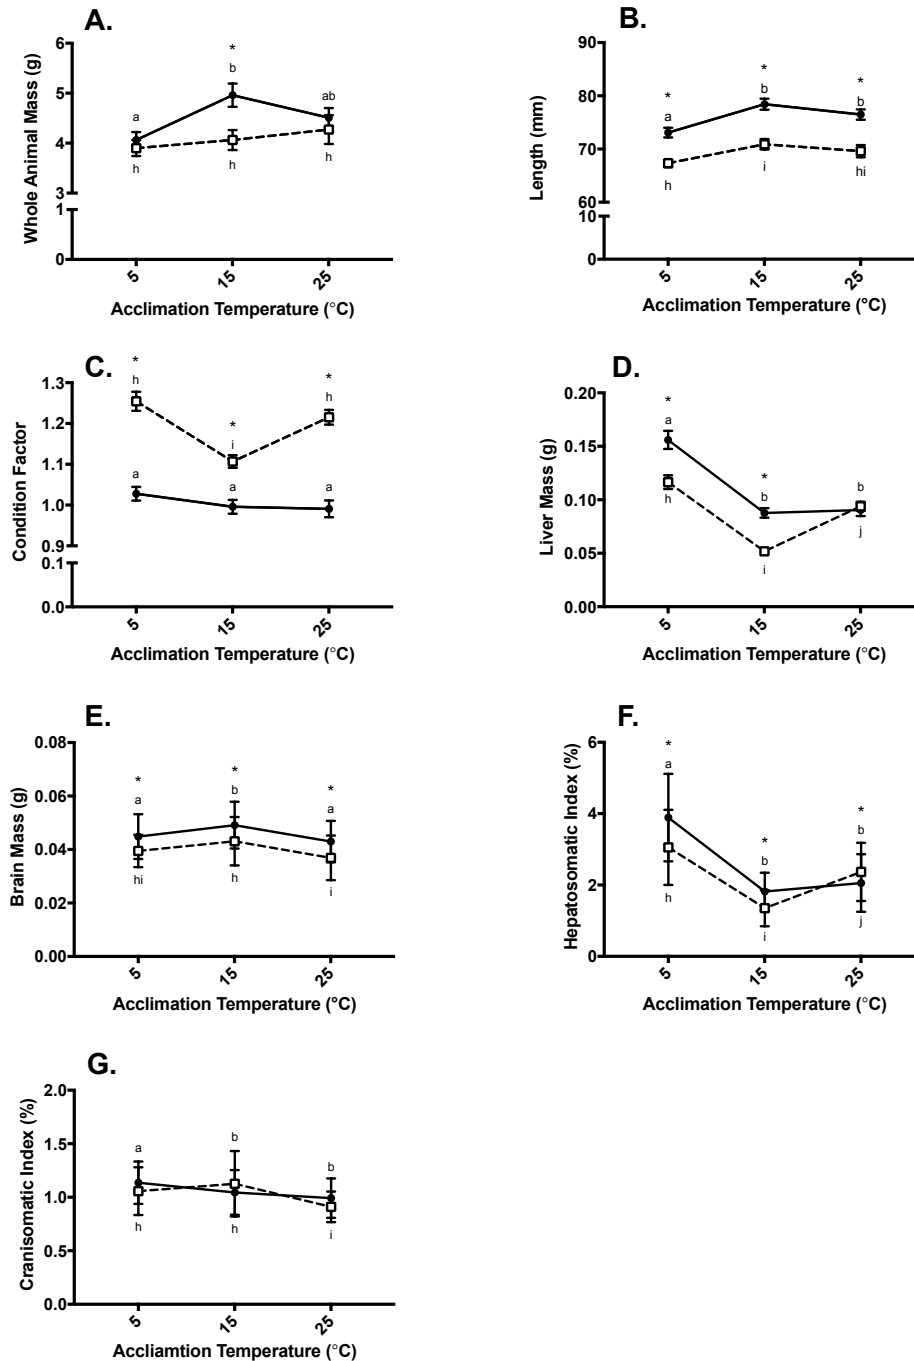 A.
Whole Animal Mass (g)
6
5
4
3
1
0
*
b
a
ab
h
h
h
5
15
25
Acclimation Temperature (°C)
B.
Length (mm)
90
80
70
60
10
0
*
*
*
a
b
b
h
i
hi
5
15
25
Acclimation Temperature (°C)
C.
Condition Factor
1.3
1.2
1.1
1.0
0.9
0.1
0.0
*
h
*
i
*
h
a
a
a
5
15
25
Acclimation Temperature (°C)
D.
Liver Mass (g)
0.20
0.15
0.10
0.05
0.00
*
a
*
b
b
h
i
j
5
15
25
Acclimation Temperature (°C)
E.
Brain Mass (g)
0.08
0.06
0.04
0.02
0.00
*
a
*
b
*
a
hi
h
i
5
15
25
Acclimation Temperature (°C)
F.
Hepatosomatic Index (%)
6
4
2
0
*
a
*
b
*
b
h
i
j
5
15
25
Acclimation Temperature (°C)
G.
Cranisomatic Index (%)
2.0
1.5
1.0
0.5
0.0
a
b
b
h
h
i
5
15
25
Accliamtion Temperature (°C)